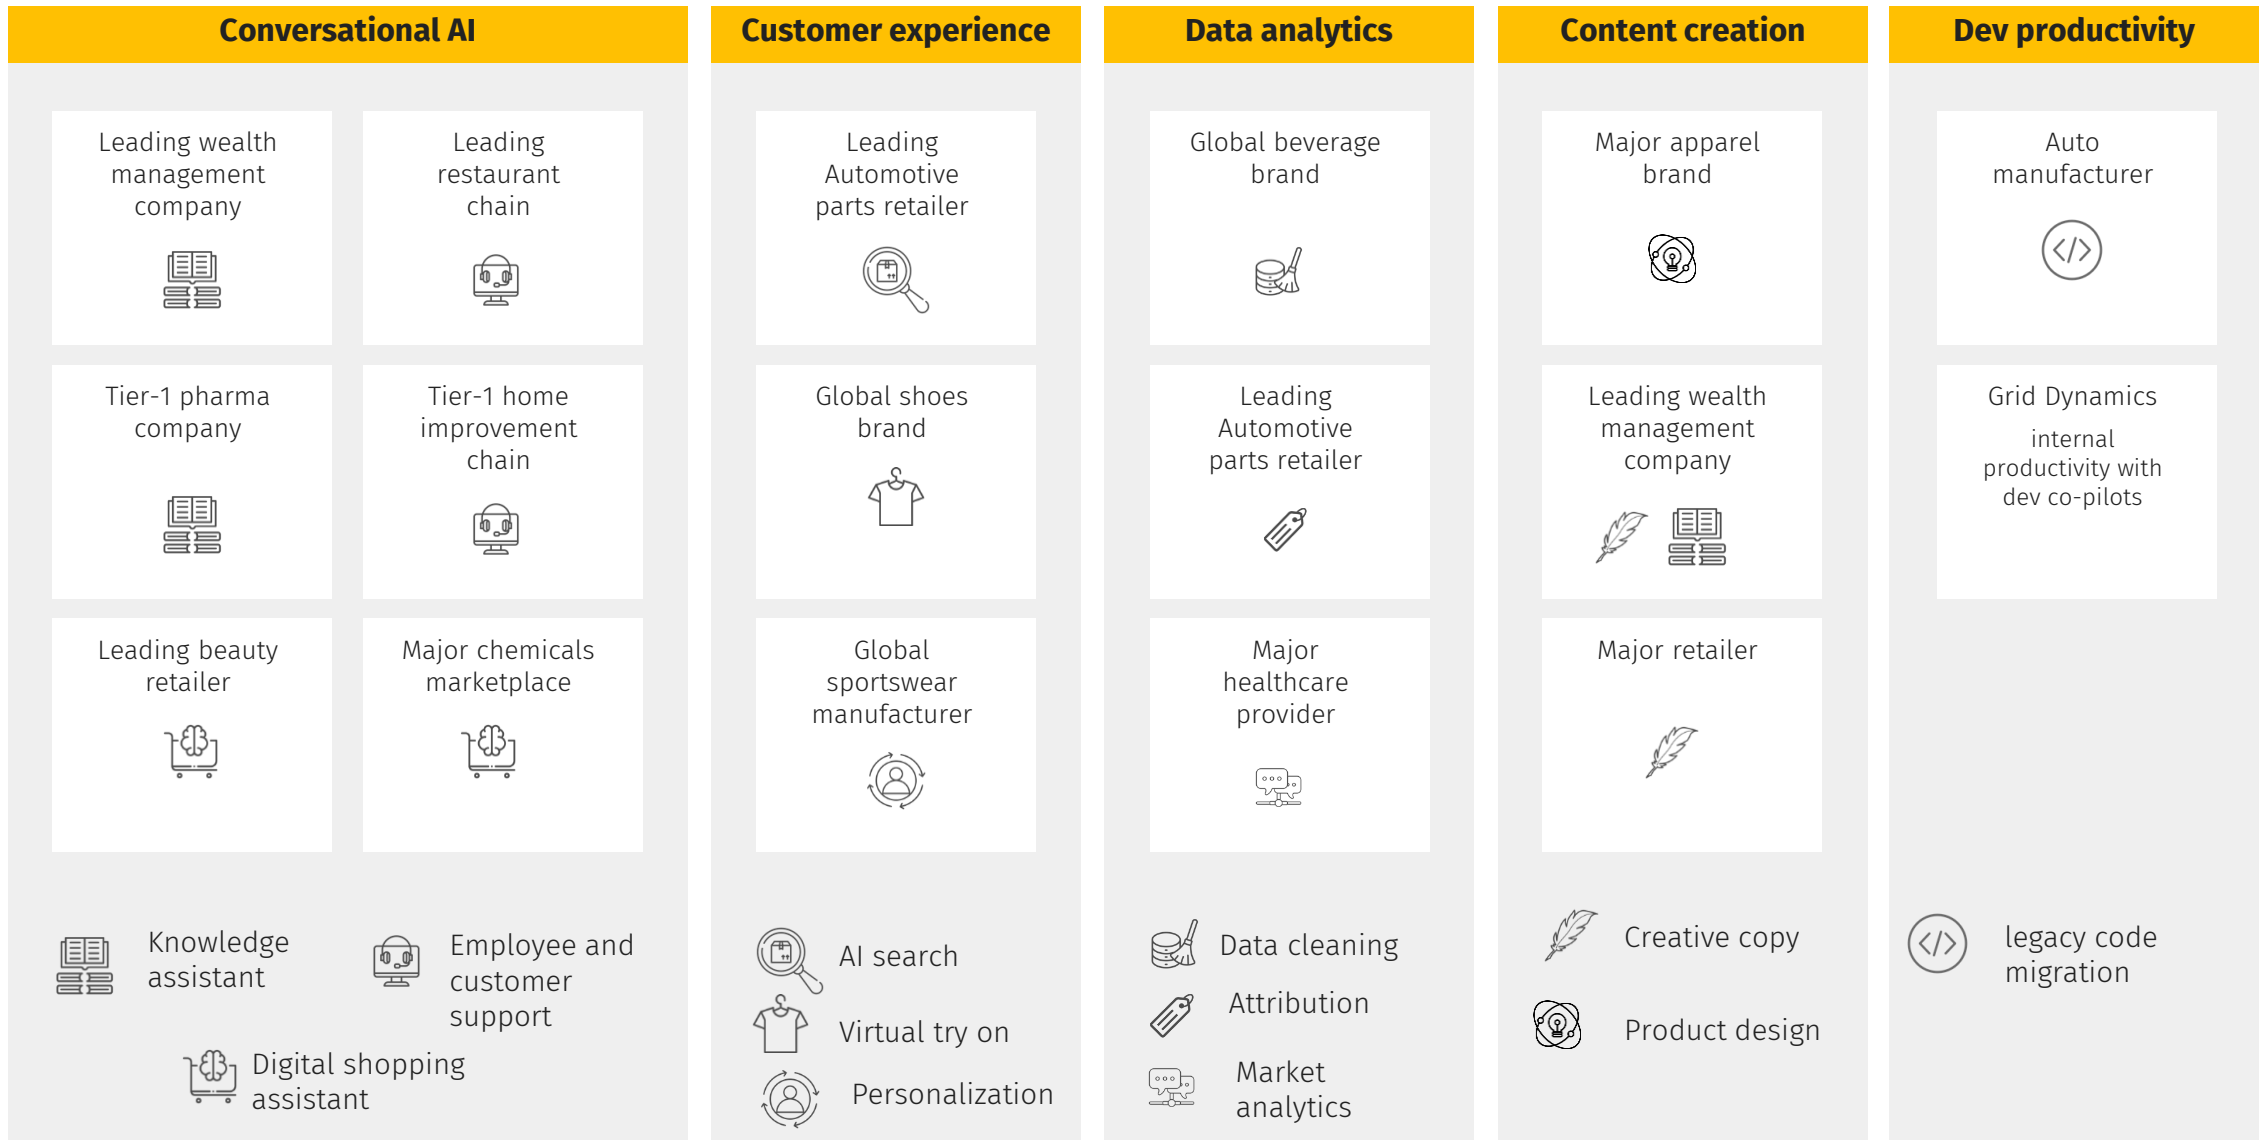 Conversational AI
Leading wealth
management
company
Leading
restaurant
chain
Tier-1 pharma
company
Tier-1 home
improvement
chain
Leading beauty
retailer
Major chemicals
marketplace
Knowledge
assistant
Employee and
customer
support
Digital shopping
assistant
Customer experience
Leading
Automotive
parts retailer
Global shoes
brand
Global
sportswear
manufacturer
AI search
Virtual try on
Personalization
Data analytics
Global beverage
brand
Leading
Automotive
parts retailer
Major
healthcare
provider
Data cleaning
Attribution
Market
analytics
Content creation
Major apparel
brand
Leading wealth
management
company
Major retailer
Creative copy
Product design
Dev productivity
Auto
manufacturer
Grid Dynamics
internal
productivity with
dev co-pilots
legacy code
migration